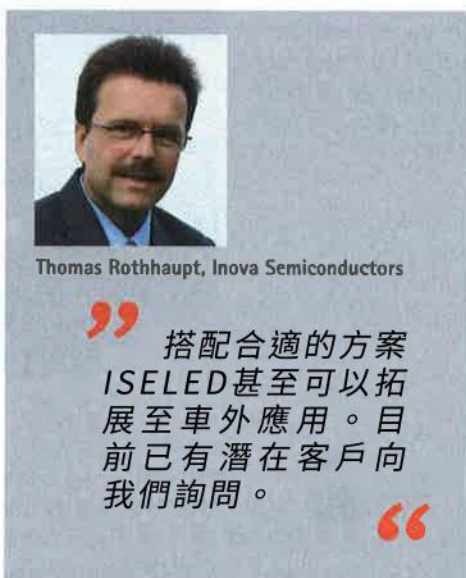 Thomas Rothhaupt, Inova Semiconductors
” 搭配合適的方案
ISELED甚至可以拓
展至車外應用。目
前已有潛在客戶向
我們詢問。
“